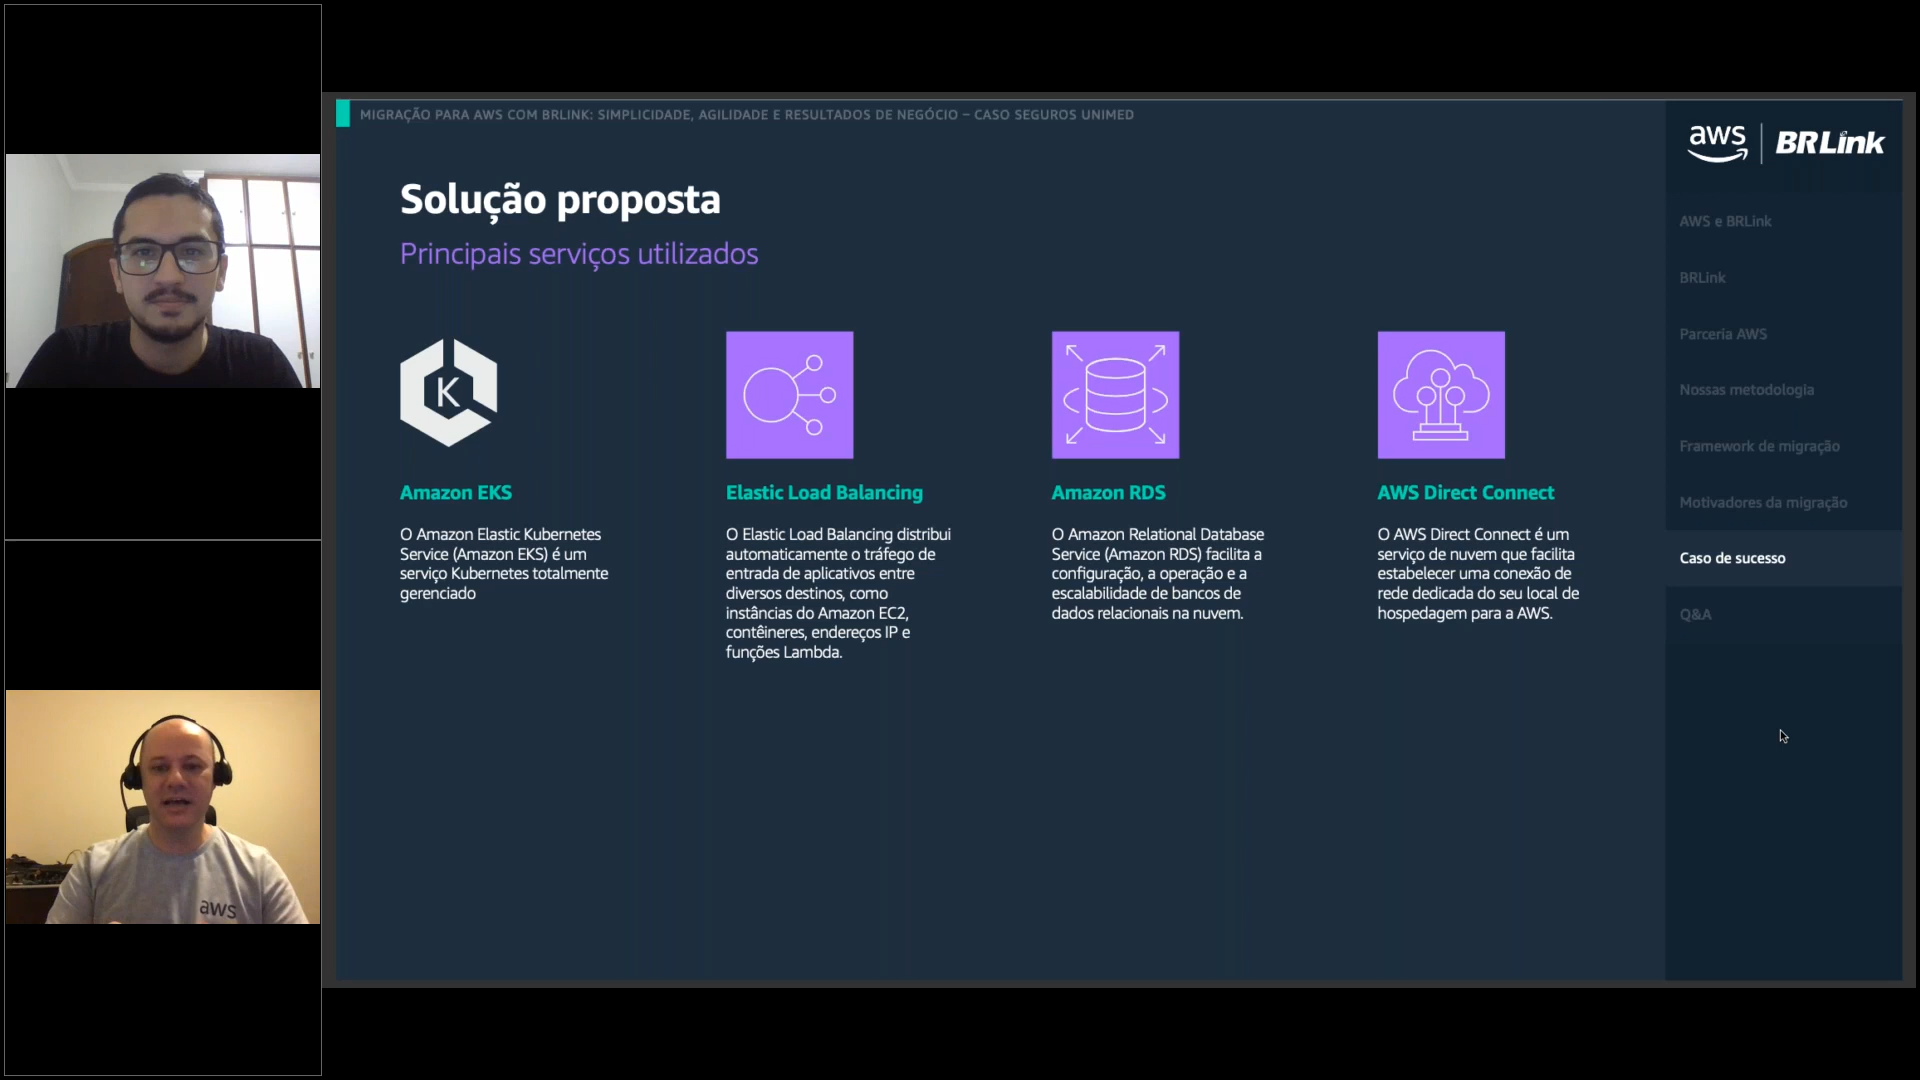 MIGRAÇÃO PARA AWS COM BRLINK: SIMPLICIDADE, AGILIDADE E RESULTADOS DE NEGÓCIO – CASO SEGUROS UNIMED
Solução proposta
Principais serviços utilizados
K
Amazon EKS
O Amazon Elastic Kubernetes
Service (Amazon EKS) é um
serviço Kubernetes totalmente
gerenciado
Elastic Load Balancing
O Elastic Load Balancing distribui
automaticamente o tráfego de
entrada de aplicativos entre
diversos destinos, como
instâncias do Amazon EC2,
contêineres, endereços IP e
funções Lambda.
Amazon RDS
O Amazon Relational Database
Service (Amazon RDS) facilita a
configuração, a operação e a
escalabilidade de bancos de
dados relacionais na nuvem.
AWS Direct Connect
O AWS Direct Connect é um
serviço de nuvem que facilita
estabelecer uma conexão de
rede dedicada do seu local de
hospedagem para a AWS.
aws | BRLink
AWS e BRLink
BRLink
Parceria AWS
Nossas metodologia
Framework de migração
Motivadores da migração
Caso de sucesso
Q&A
aws